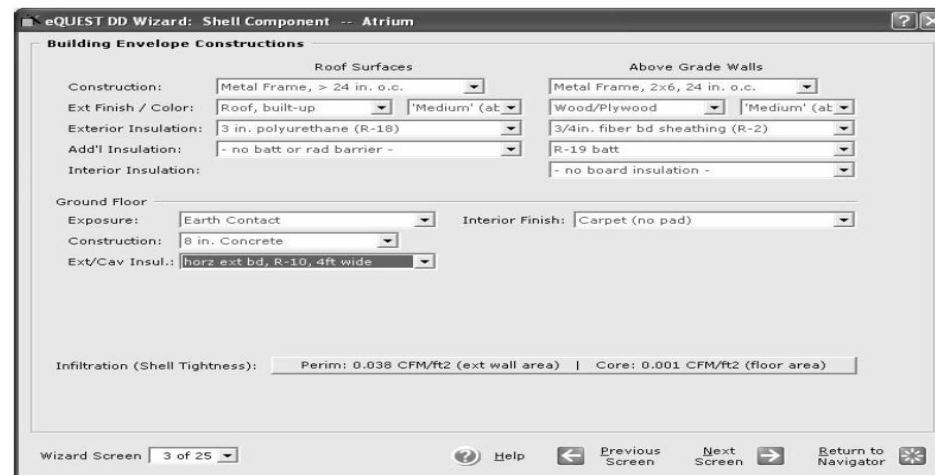 eQUEST DD Wizard: Shell Component -- Atrium
Building Envelope Constructions
Roof Surfaces Above Grade Walls
Construction: Metal Frame, > 24 in. o.c. Metal Frame, 2x6, 24 in. o.c.
Ext Finish / Color: Roof, built-up 'Medium' (ab Wood/Plywood 'Medium' (ab
Exterior Insulation: 3 in. polyurethane (R-18) 3/4in. fiber bd sheathing (R-2)
Add'l Insulation: - no batt or rad barrier - R-19 batt
Interior Insulation: - no board insulation -
Ground Floor
Exposure: Earth Contact Interior Finish: Carpet (no pad)
Construction: 8 in. Concrete
Ext/Cav Insul.: horz ext bd, R-10, 4ft wide
Infiltration (Shell Tightness): Perim: 0.038 CFM/ft2 (ext wall area) | Core: 0.001 CFM/ft2 (floor area)
Wizard Screen 3 of 25 Help Previous Screen Next Screen Return to Navigator